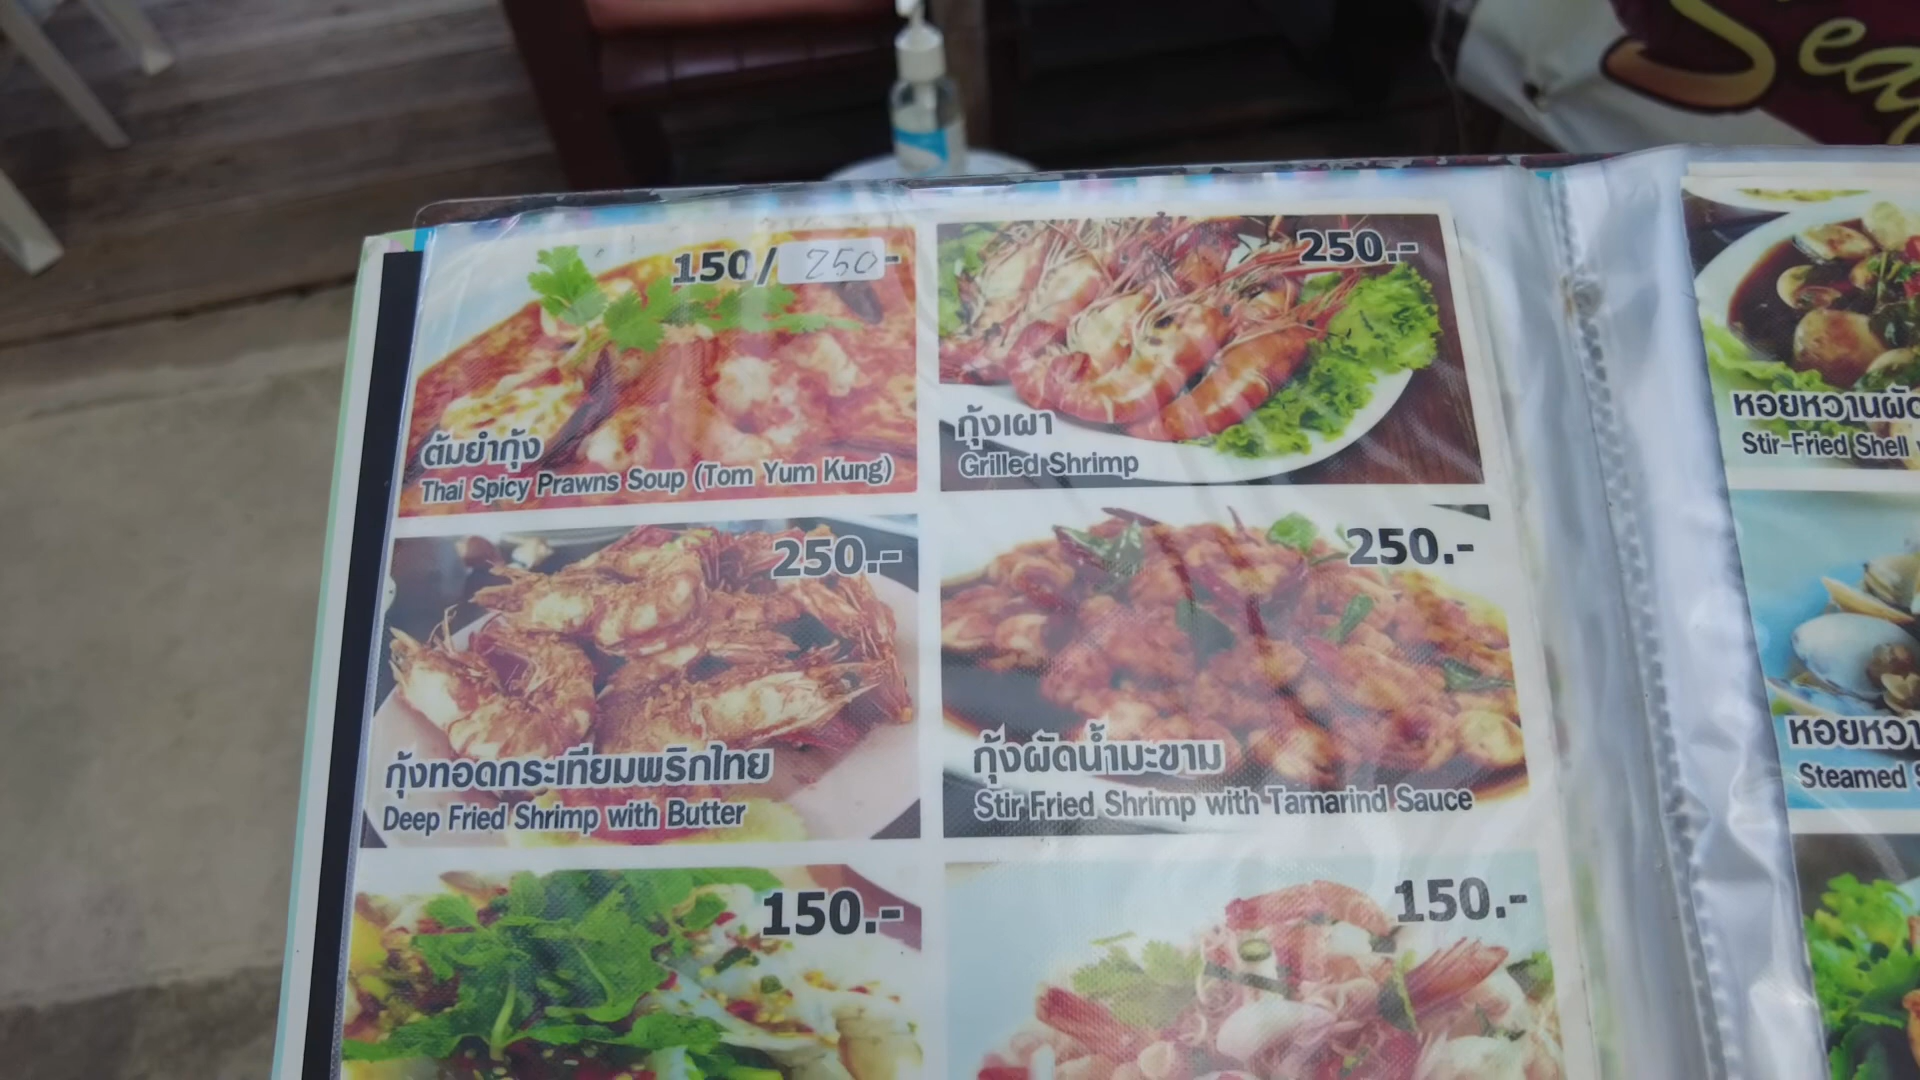 150/250-
ต้มยำกุ้ง
Thai Spicy Prawns Soup (Tom Yum Kung)
250.-
กุ้งเผา
Grilled Shrimp
250.-
กุ้งทอดกระเทียมพริกไทย
Deep Fried Shrimp with Butter
250.-
กุ้งผัดน้ำมะขาม
Stir Fried Shrimp with Tamarind Sauce
150.-
150.-
หอยหวานผัด
Stir-Fried Shell
หอยหวา
Steamed